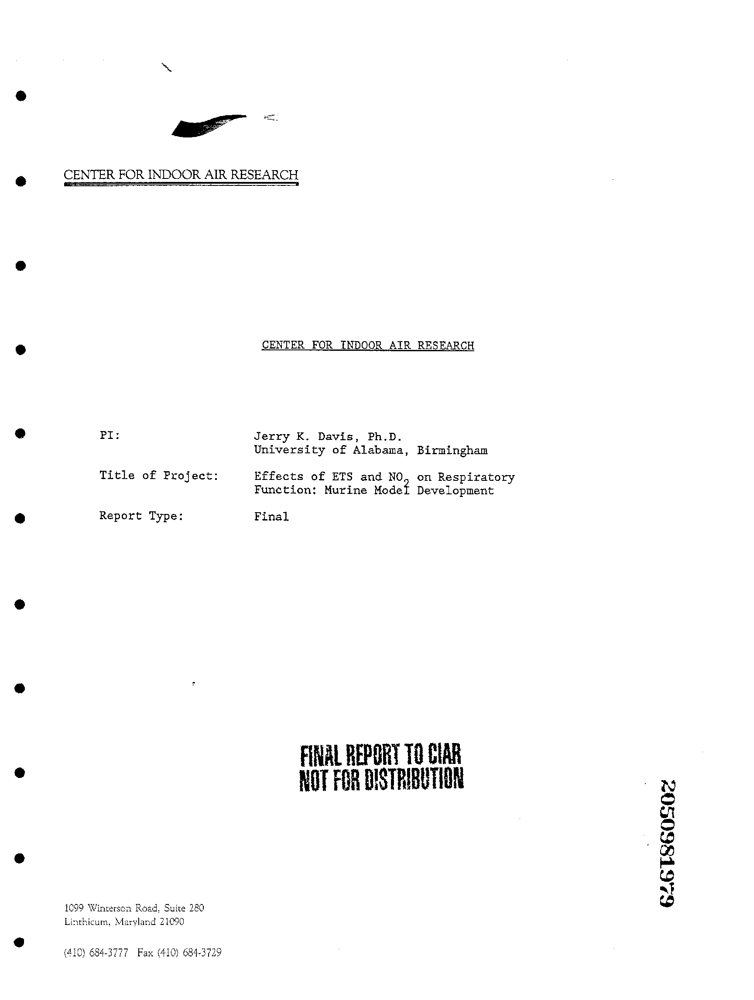 CENTER FOR INDOOR AIR RESEARCH
CENTER FOR INDOOR AIR RESEARCH
PI: Jerry K. Davis, Ph.D.
University of Alabama, Birmingham
Title of Project: Effects of ETS and NO2 on Respiratory
Function: Murine Model Development
Report Type: Final
FINAL REPORT TO CIAR
NOT FOR DISTRIBUTION
2050981979
1099 Winterson Road, Suite 280
Linthicum, Maryland 21090
(410) 684-3777 Fax (410) 684-3729